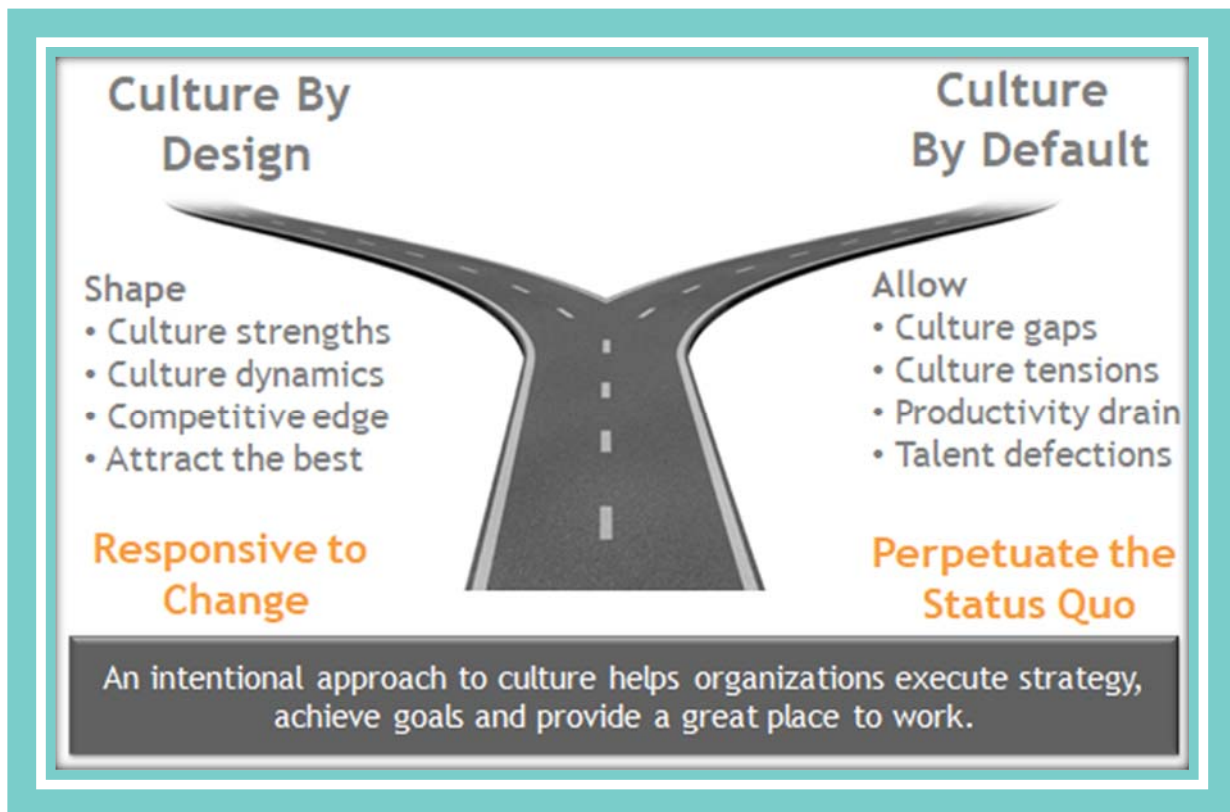 Culture By
Design
Shape
• Culture strengths
• Culture dynamics
• Competitive edge
• Attract the best
Responsive to
Change
Culture
By Default
Allow
• Culture gaps
• Culture tensions
• Productivity drain
• Talent defections
Perpetuate the
Status Quo
An intentional approach to culture helps organizations execute strategy,
achieve goals and provide a great place to work.